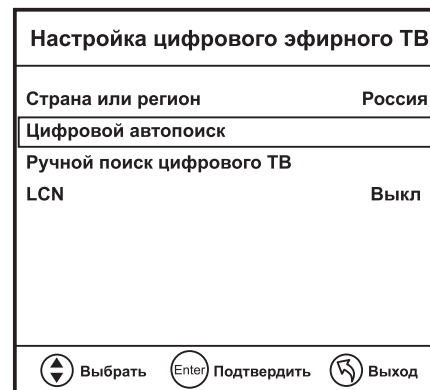 Настройка цифрового эфирного ТВ
Страна или регион Россия
Цифровой автопоиск
Ручной поиск цифрового ТВ
LCN Выкл
Выбрать Enter Подтвердить Выход